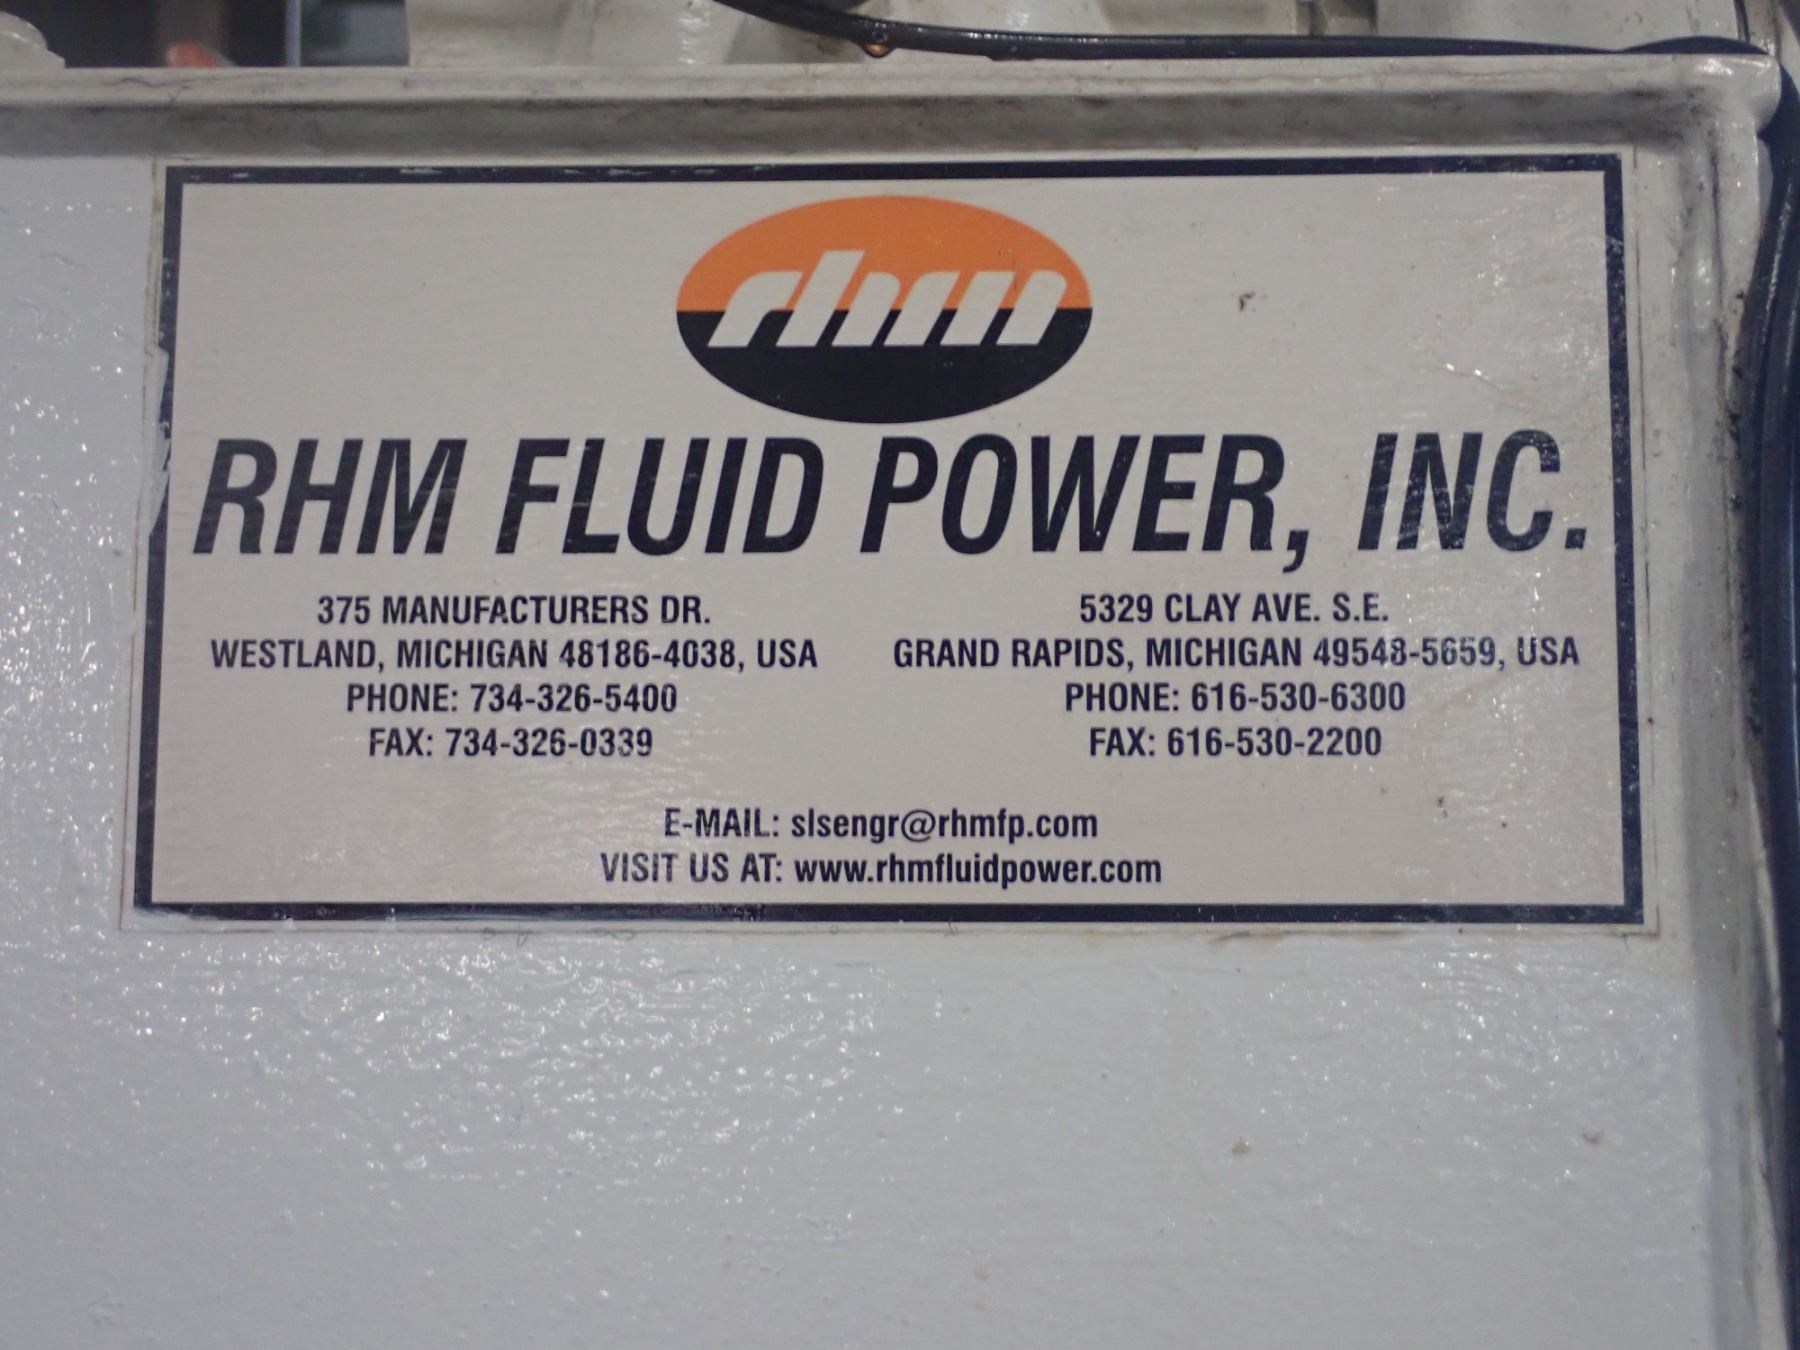 rhm
RHM FLUID POWER, INC.
375 MANUFACTURERS DR.
WESTLAND, MICHIGAN 48186-4038, USA
PHONE: 734-326-5400
FAX: 734-326-0339
5329 CLAY AVE. S.E.
GRAND RAPIDS, MICHIGAN 49548-5659, USA
PHONE: 616-530-6300
FAX: 616-530-2200
E-MAIL: slsengr@rhmfp.com
VISIT US AT: www.rhmfluidpower.com